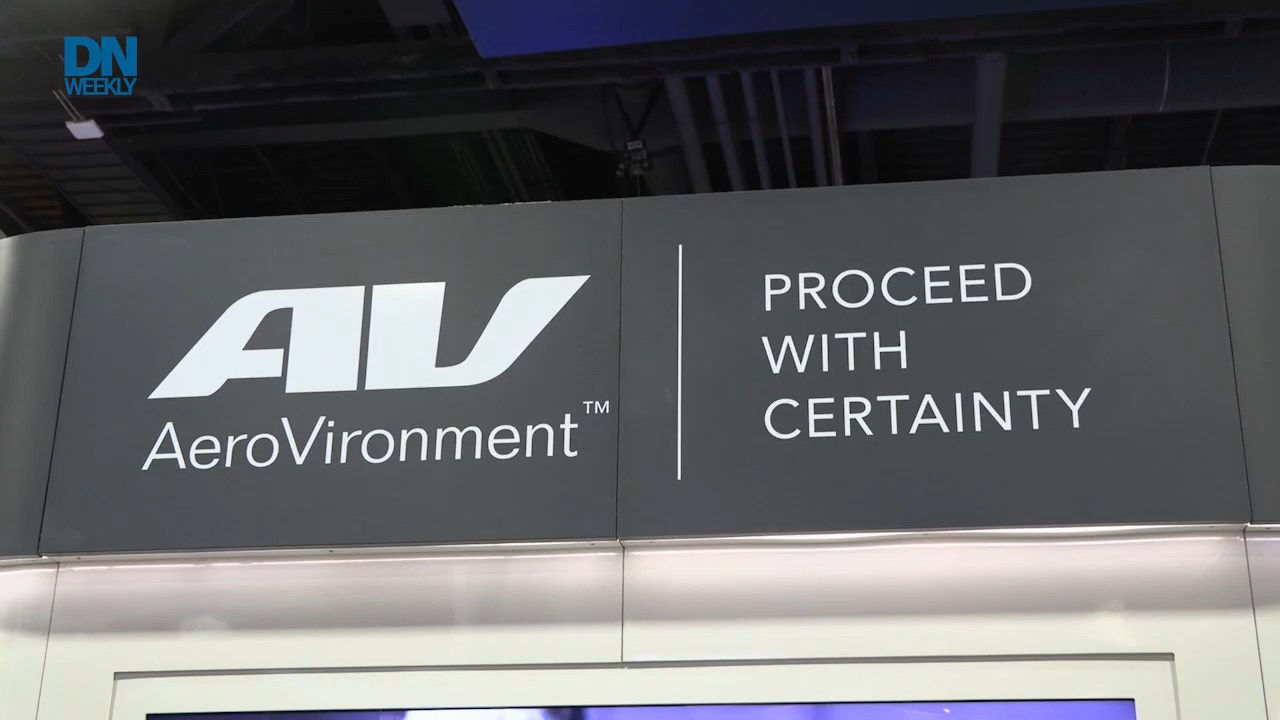 DN
WEEKLY
AV
AeroVironment™
PROCEED
WITH
CERTAINTY